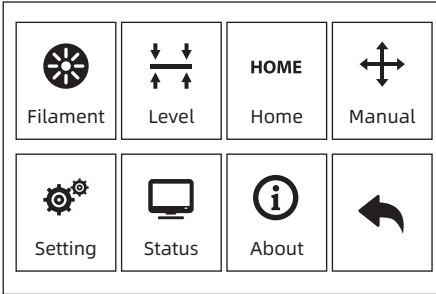 HOME
Filament
Level
Home
Manual
Setting
Status
About